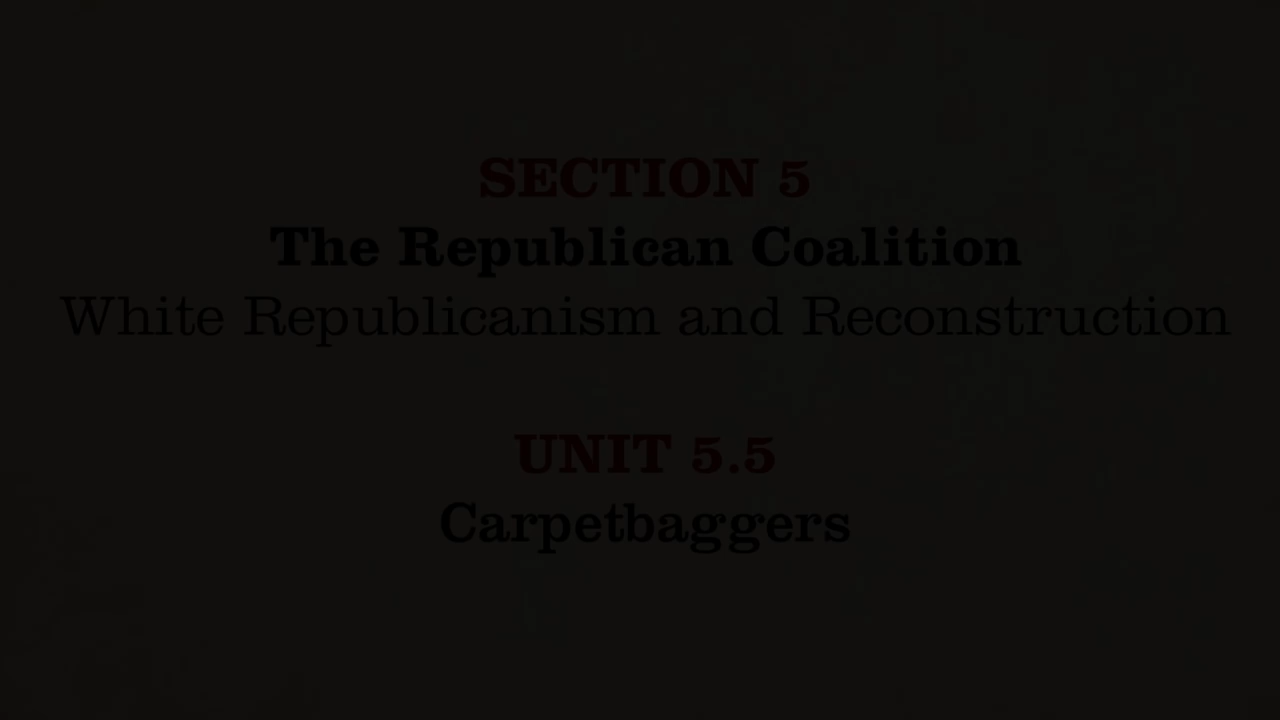 SECTION 5
The Republican Coalition
White Republicanism and Reconstruction
UNIT 5.5
Carpetbaggers